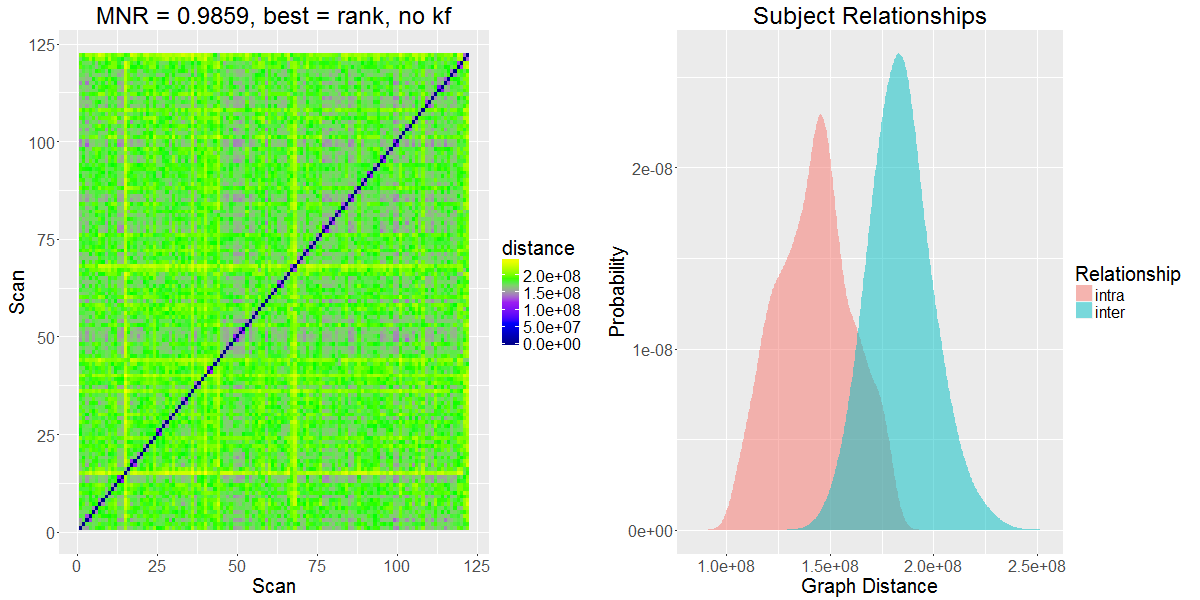 MNR = 0.9859, best = rank, no kf
125
100
75
50
25
0
Scan
0 25 50 75 100 125
Scan
distance
2.0e+08
1.5e+08
1.0e+08
5.0e+07
0.0e+00
Subject Relationships
2e-08
1e-08
0e+00
Probability
1.0e+08 1.5e+08 2.0e+08 2.5e+08
Graph Distance
Relationship
intra
inter